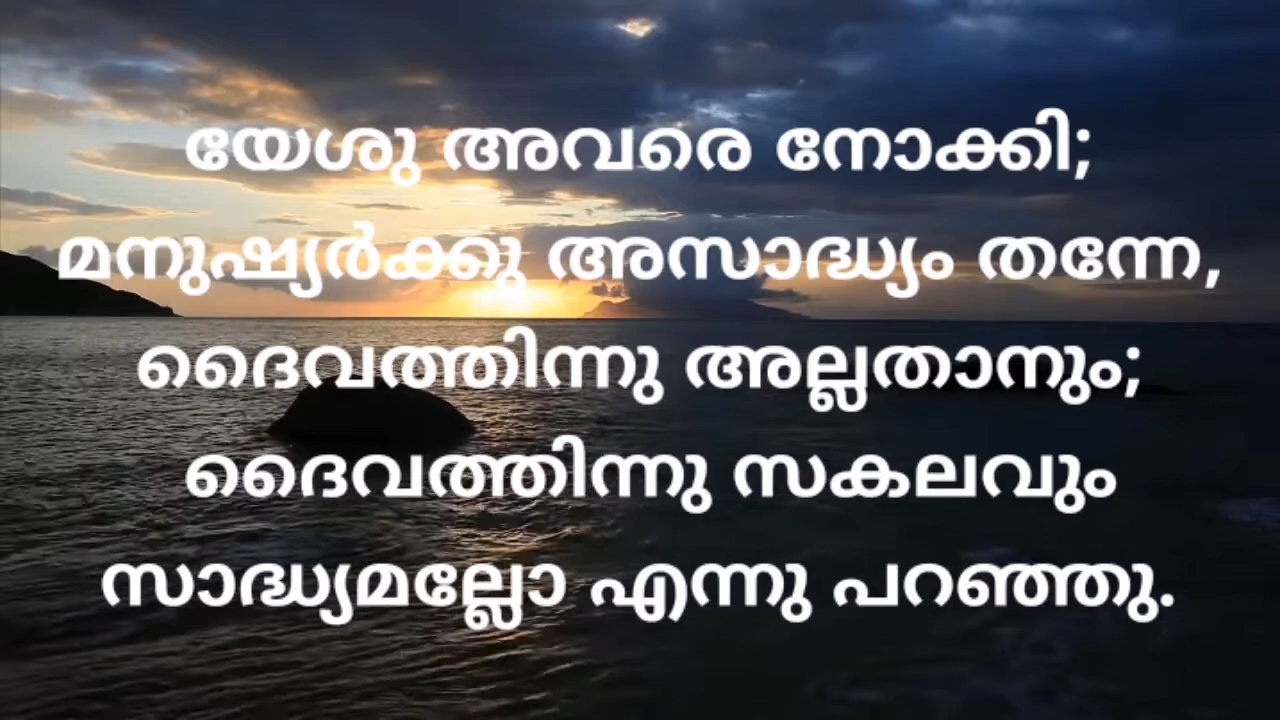 യേശു അവരെ നോക്കി;
മനുഷ്യർക്കു അസാദ്ധ്യം തന്നേ,
ദൈവത്തിന്നു അല്ലതാനും;
ദൈവത്തിന്നു സകലവും
സാദ്ധ്യമല്ലോ എന്നു പറഞ്ഞു.